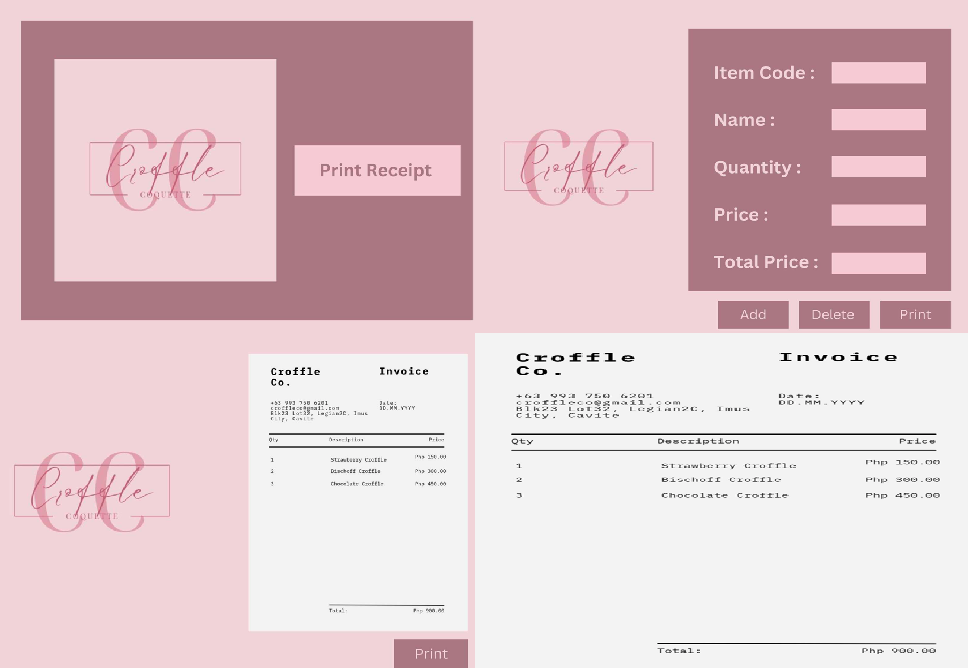 CC
Croffle
COQUETTE
Print Receipt
CC
Croffle
COQUETTE
Item Code :
Name :
Quantity :
Price :
Total Price :
Add Delete Print
CC
Croffle
COQUETTE
Croffle Invoice
Co.
+63 993 750 6201 Date:
croffleco@gmail.com DD.MM.YYYY
Blk23 Lot32, Legian2C, Imus
City, Cavite
Qty Description Price
1 Strawberry Croffle Php 150.00
2 Bischoff Croffle Php 300.00
3 Chocolate Croffle Php 450.00
Total: Php 900.00
Print
Croffle Invoice
Co.
+63 993 750 6201 Date:
croffleco@gmail.com DD.MM.YYYY
Blk23 Lot32, Legian2C, Imus
City, Cavite
Qty Description Price
1 Strawberry Croffle Php 150.00
2 Bischoff Croffle Php 300.00
3 Chocolate Croffle Php 450.00
Total: Php 900.00